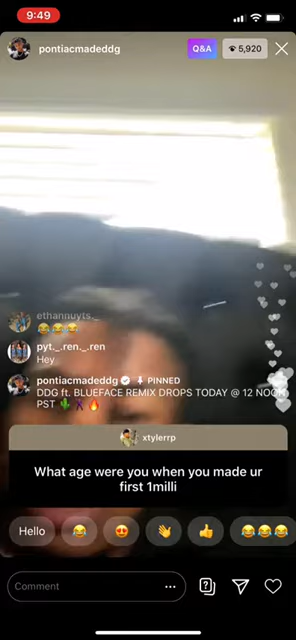 9:49
pontiacmadeddg
Q&A
5,920
ethannuyts._
😂😂😂
pyt._.ren._.ren
Hey
pontiacmadeddg PINNED
DDG ft. BLUEFACE REMIX DROPS TODAY @ 12 NOON
PST 🌵🕺🏿🔥
xtylerrp
What age were you when you made ur
first 1milli
Hello 😂 😍 👋 👍 😂😂😂
Comment